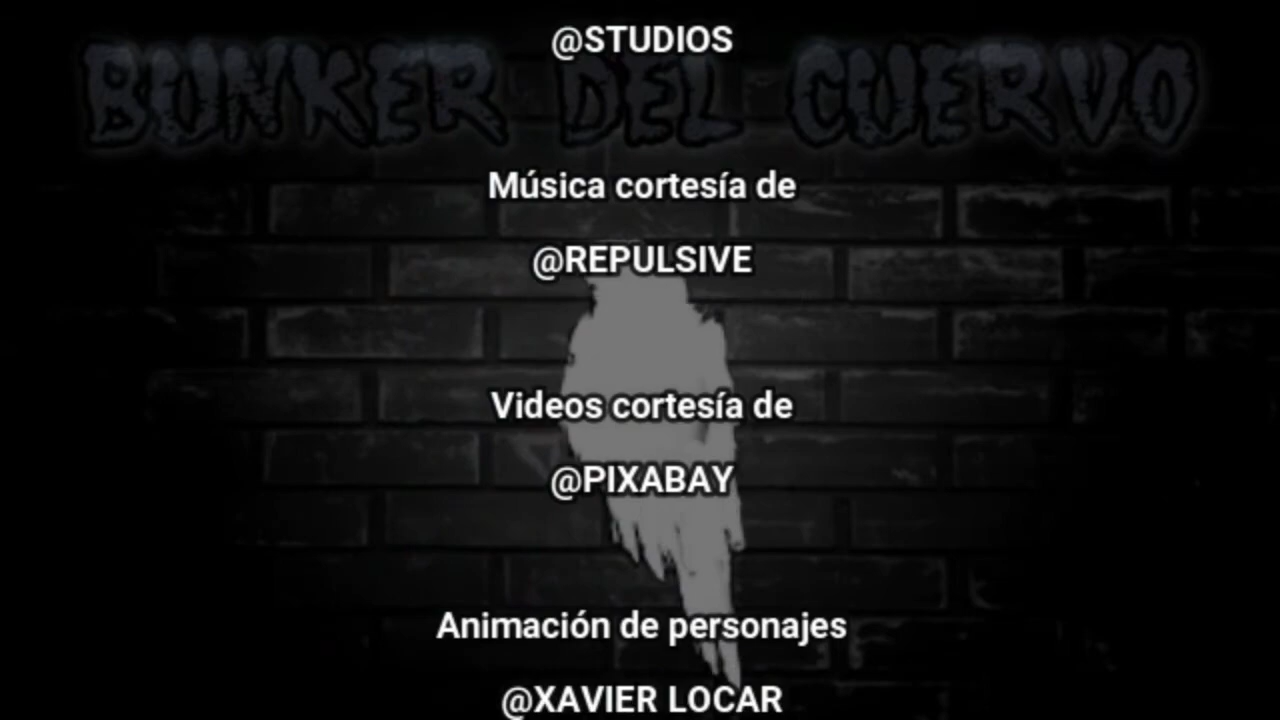 @STUDIOS
BUNKER DEL CUERVO
Música cortesía de
@REPULSIVE
Videos cortesía de
@PIXABAY
Animación de personajes
@XAVIER LOCAR